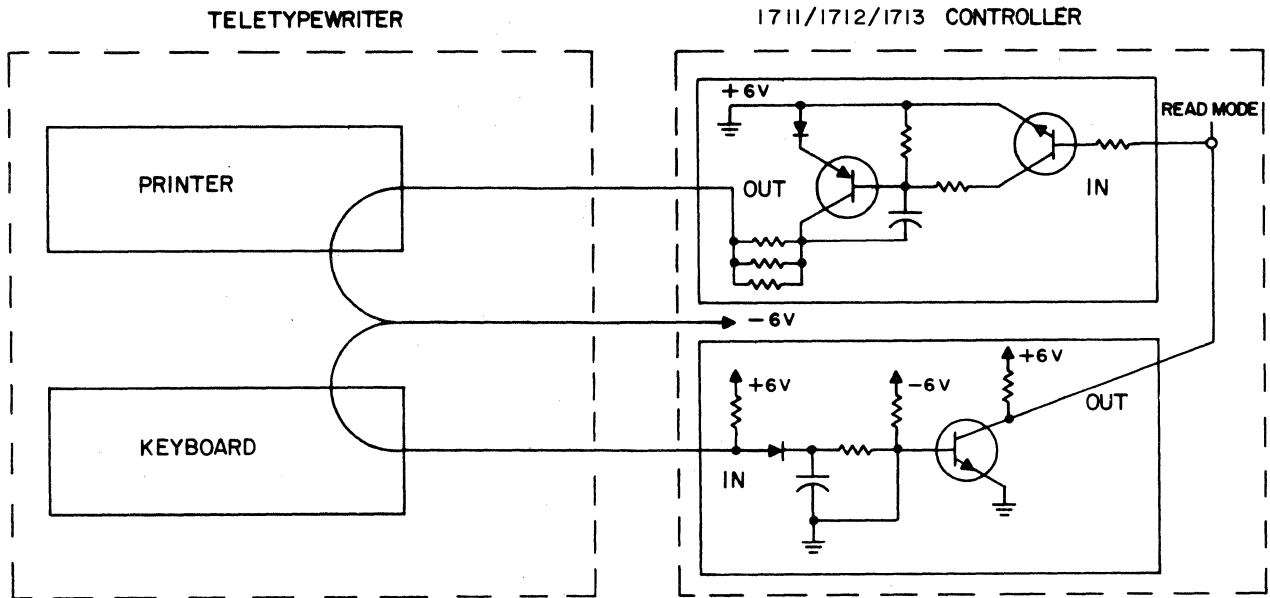 TELETYPEWRITER
1711/1712/1713 CONTROLLER
+6V
READ MODE
PRINTER
OUT
IN
-6V
+6V
+6V
-6V
OUT
KEYBOARD
IN